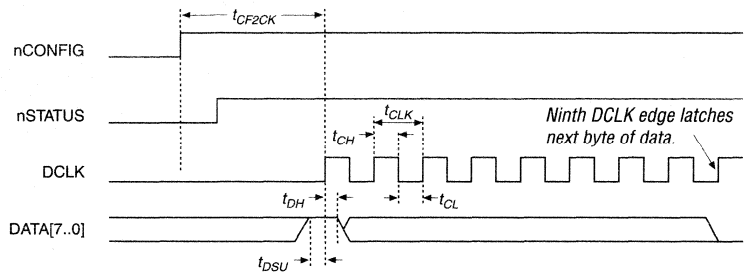 tCF2CK
nCONFIG
nSTATUS
tCLK
Ninth DCLK edge latches
next byte of data.
tCH
DCLK
tDH
tCL
DATA[7..0]
tDSU